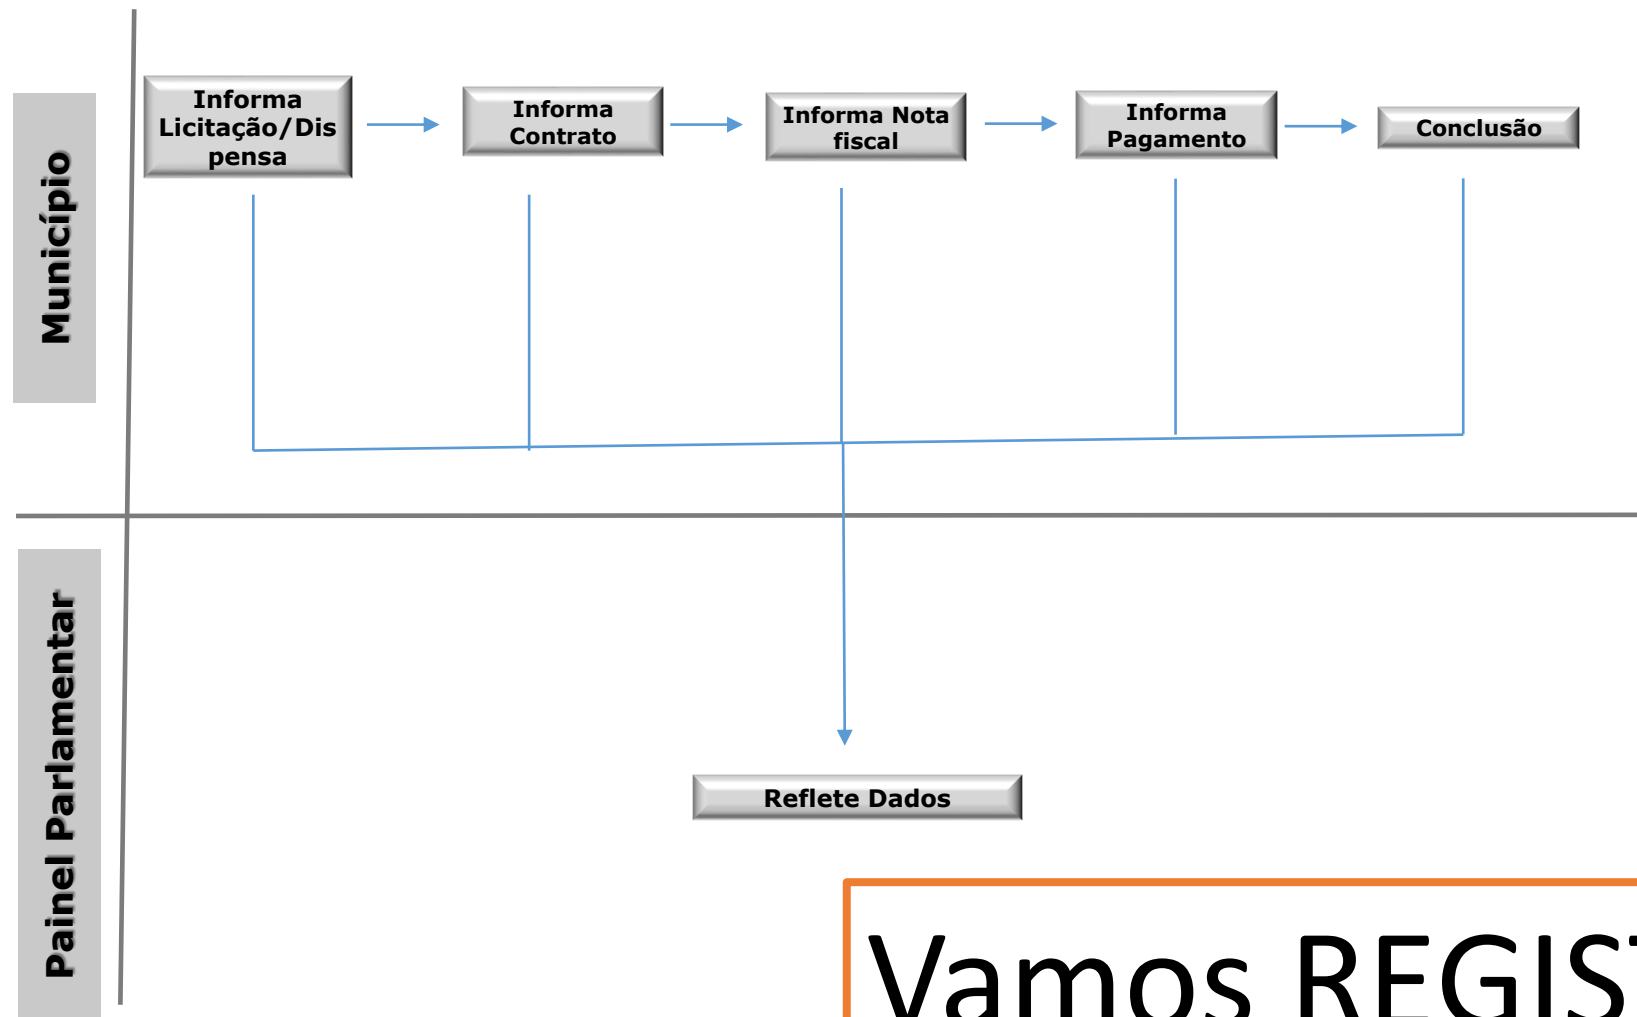 Município
Informa
Licitação/Dis
pensa
Informa
Contrato
Informa Nota
fiscal
Informa
Pagamento
Conclusão
Painel Parlamentar
Reflete Dados
Vamos